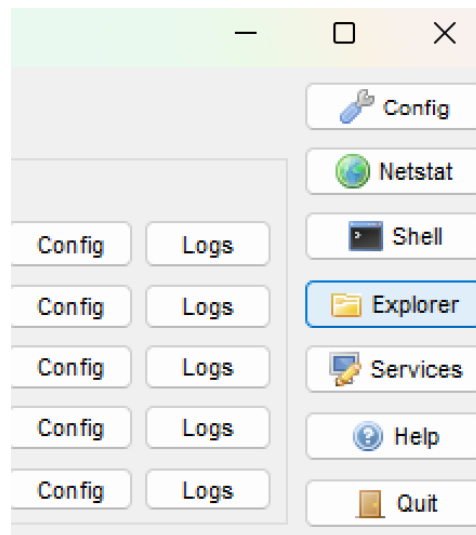 Config
Netstat
Config Logs Shell
Config Logs Explorer
Config Logs Services
Config Logs Help
Config Logs Quit